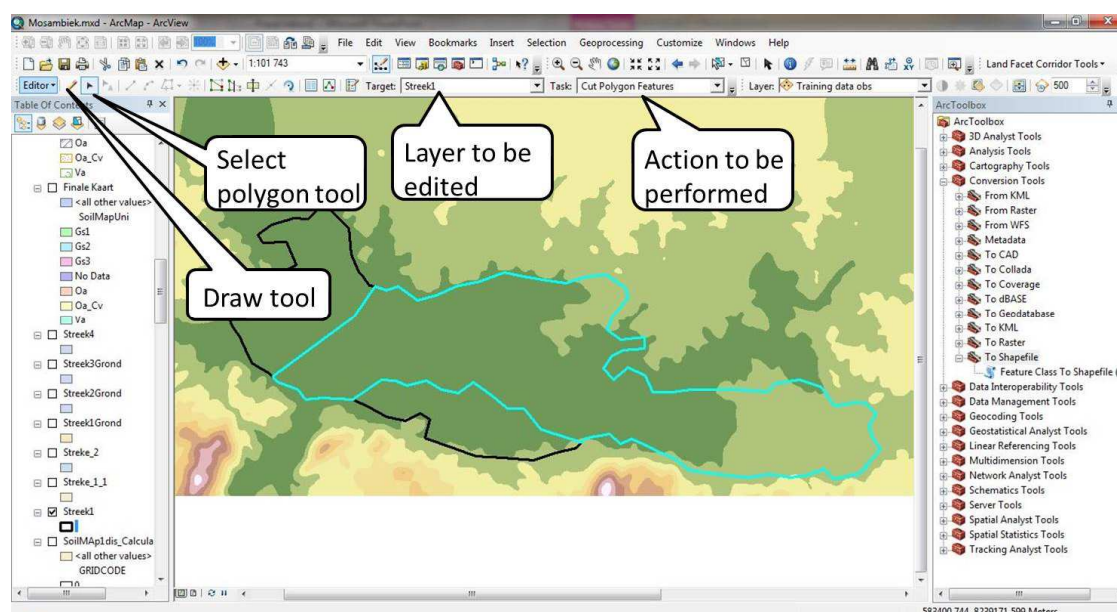 Mosambiek.mxd - ArcMap - ArcView
100%
File Edit View Bookmarks Insert Selection Geoprocessing Customize Windows Help
1:101 743
Land Facet Corridor Tools
Editor Target: Streek1 Task: Cut Polygon Features Layer: Training data obs 500
Table Of Contents
Oa
Oa_Cv
Va
Finale Kaart
<all other values>
SoilMapUni
Gs1
Gs2
Gs3
No Data
Oa
Oa_Cv
Va
Streek4
Streek3Grond
Streek2Grond
Streek1Grond
Streke_2
Streke_1_1
Streek1
SoilMAp1dis_Calcula
<all other values>
GRIDCODE
0
Select
polygon tool
Layer to be
edited
Action to be
performed
Draw tool
ArcToolbox
ArcToolbox
3D Analyst Tools
Analysis Tools
Cartography Tools
Conversion Tools
From KML
From Raster
From WFS
Metadata
To CAD
To Collada
To Coverage
To dBASE
To Geodatabase
To KML
To Raster
To Shapefile
Feature Class To Shapefile (
Data Interoperability Tools
Data Management Tools
Geocoding Tools
Geostatistical Analyst Tools
Linear Referencing Tools
Multidimension Tools
Network Analyst Tools
Schematics Tools
Server Tools
Spatial Analyst Tools
Spatial Statistics Tools
Tracking Analyst Tools
583400,744 8239171,599 Meters